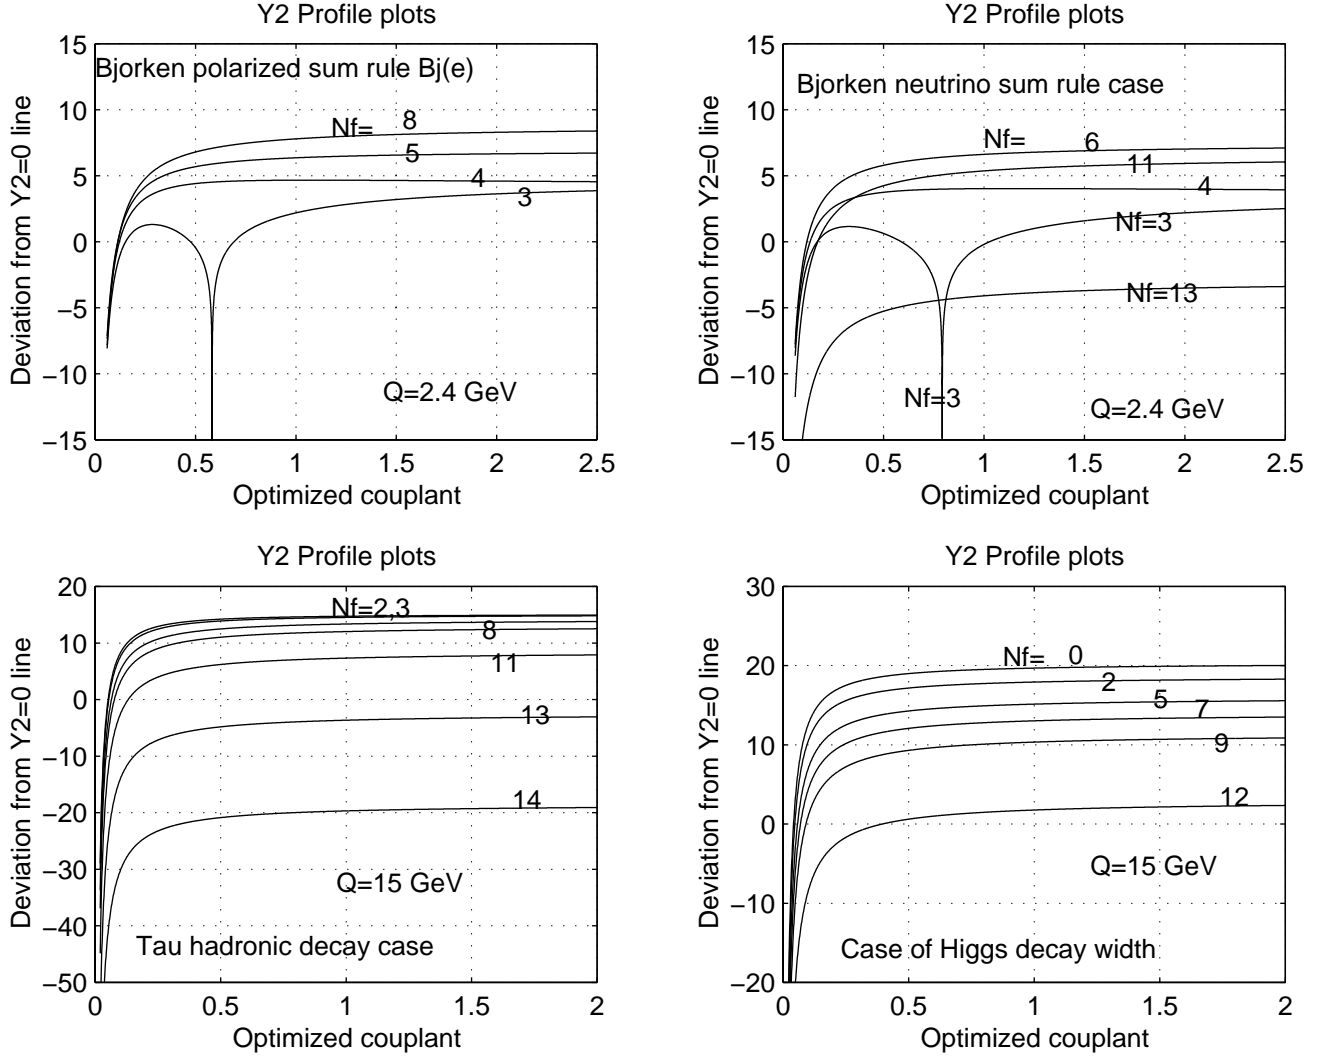 Y2 Profile plots
Bjorken polarized sum rule Bj(e)
Nf= 8
5
4
3
Q=2.4 GeV
15
10
5
0
−5
−10
−15
0 0.5 1 1.5 2 2.5
Deviation from Y2=0 line
Optimized couplant
Y2 Profile plots
Bjorken neutrino sum rule case
Nf= 6
11
4
Nf=3
Nf=13
Nf=3
Q=2.4 GeV
15
10
5
0
−5
−10
−15
0 0.5 1 1.5 2 2.5
Deviation from Y2=0 line
Optimized couplant
Y2 Profile plots
Nf=2,3
8
11
13
14
Q=15 GeV
Tau hadronic decay case
20
10
0
−10
−20
−30
−40
−50
0 0.5 1 1.5 2
Deviation from Y2=0 line
Optimized couplant
Y2 Profile plots
Nf= 0
2
5
7
9
12
Q=15 GeV
Case of Higgs decay width
30
20
10
0
−10
−20
0 0.5 1 1.5 2
Deviation from Y2=0 line
Optimized couplant